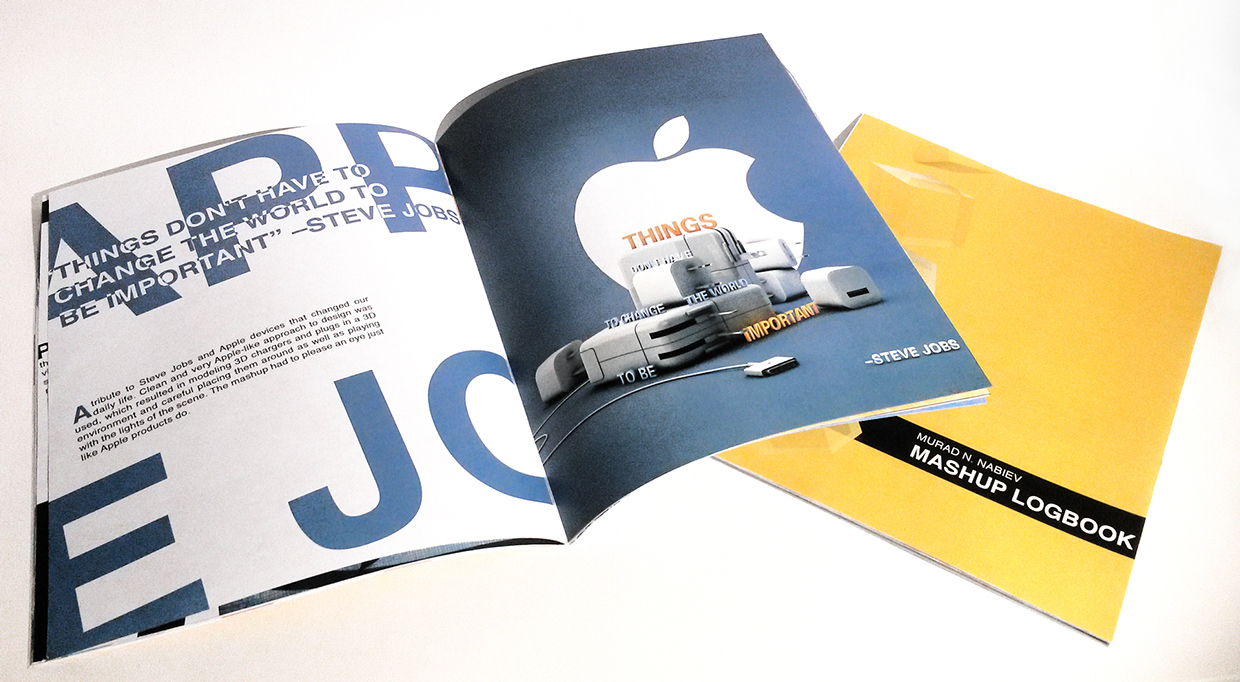 APP
"THINGS DON'T HAVE TO
CHANGE THE WORLD TO
BE IMPORTANT" –STEVE JOBS
A tribute to Steve Jobs and Apple devices that changed our
daily life. Clean and very Apple-like approach to design was
used, which resulted in modeling 3D chargers and plugs in a 3D
environment and careful placing them around as well as playing
with the lights of the scene. The mashup had to please an eye just
like Apple products do.
E JO
THINGS
DON'T HAVE
TO CHANGE THE WORLD
TO BE IMPORTANT
–STEVE JOBS
MURAD N. NABIEV
MASHUP LOGBOOK